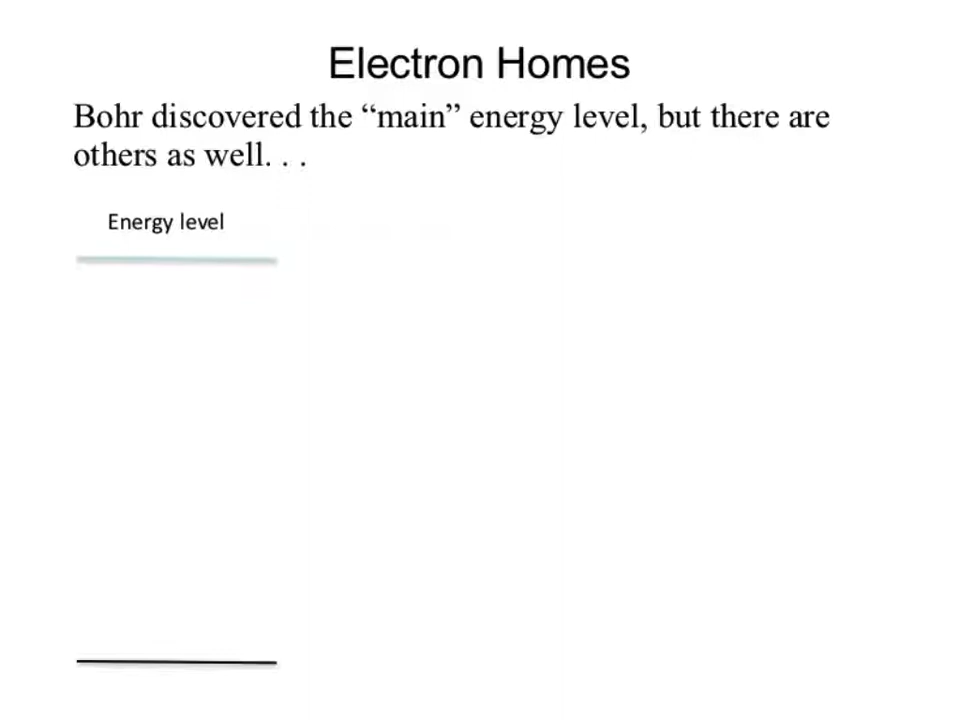 Electron Homes
Bohr discovered the “main” energy level, but there are
others as well. . .
Energy level